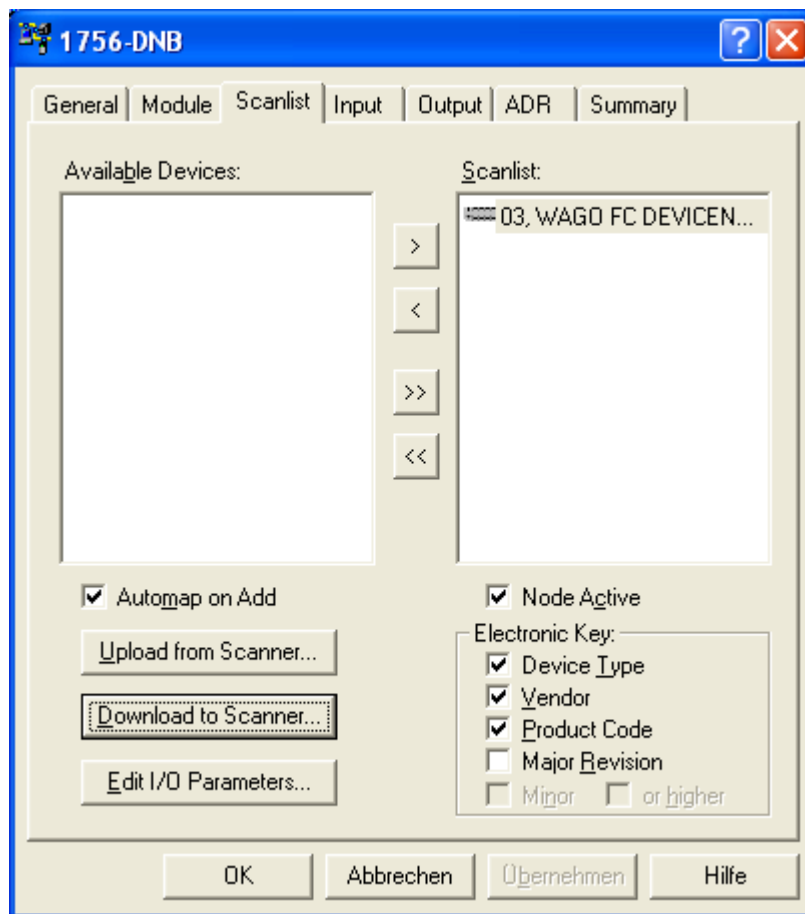 1756-DNB
General Module Scanlist Input Output ADR Summary
Available Devices:
Scanlist:
03, WAGO FC DEVICEN...
>
<
>>
<<
Automap on Add
Upload from Scanner...
Download to Scanner...
Edit I/O Parameters...
Node Active
Electronic Key:
Device Type
Vendor
Product Code
Major Revision
Minor or higher
OK Abbrechen Übernehmen Hilfe